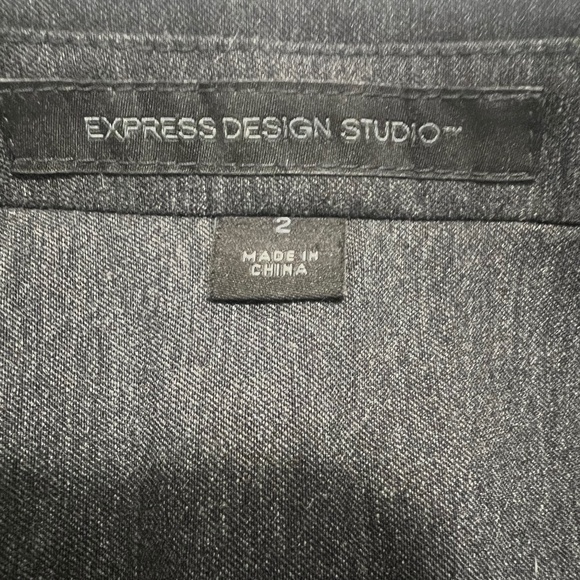 EXPRESS DESIGN STUDIO™
2
MADE IN
CHINA